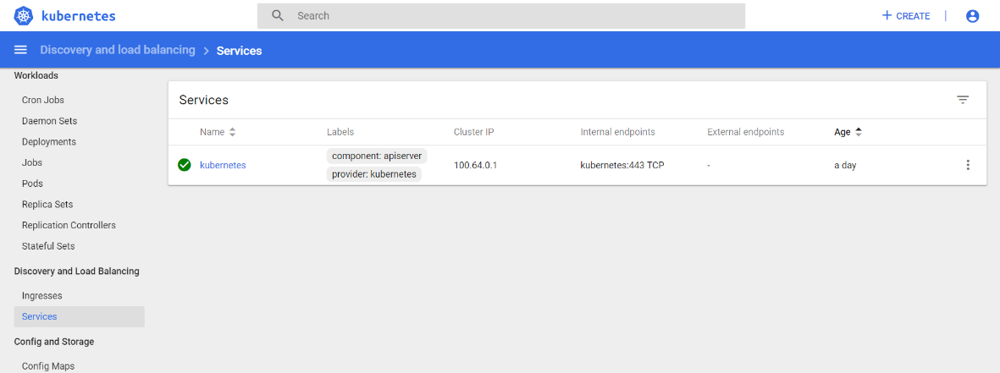 kubernetes
Search
CREATE
Discovery and load balancing > Services
Workloads
Cron Jobs
Daemon Sets
Deployments
Jobs
Pods
Replica Sets
Replication Controllers
Stateful Sets
Discovery and Load Balancing
Ingresses
Services
Config and Storage
Config Maps
Services
Name Labels Cluster IP Internal endpoints External endpoints Age
component: apiserver
kubernetes 100.64.0.1 kubernetes:443 TCP - a day
provider: kubernetes